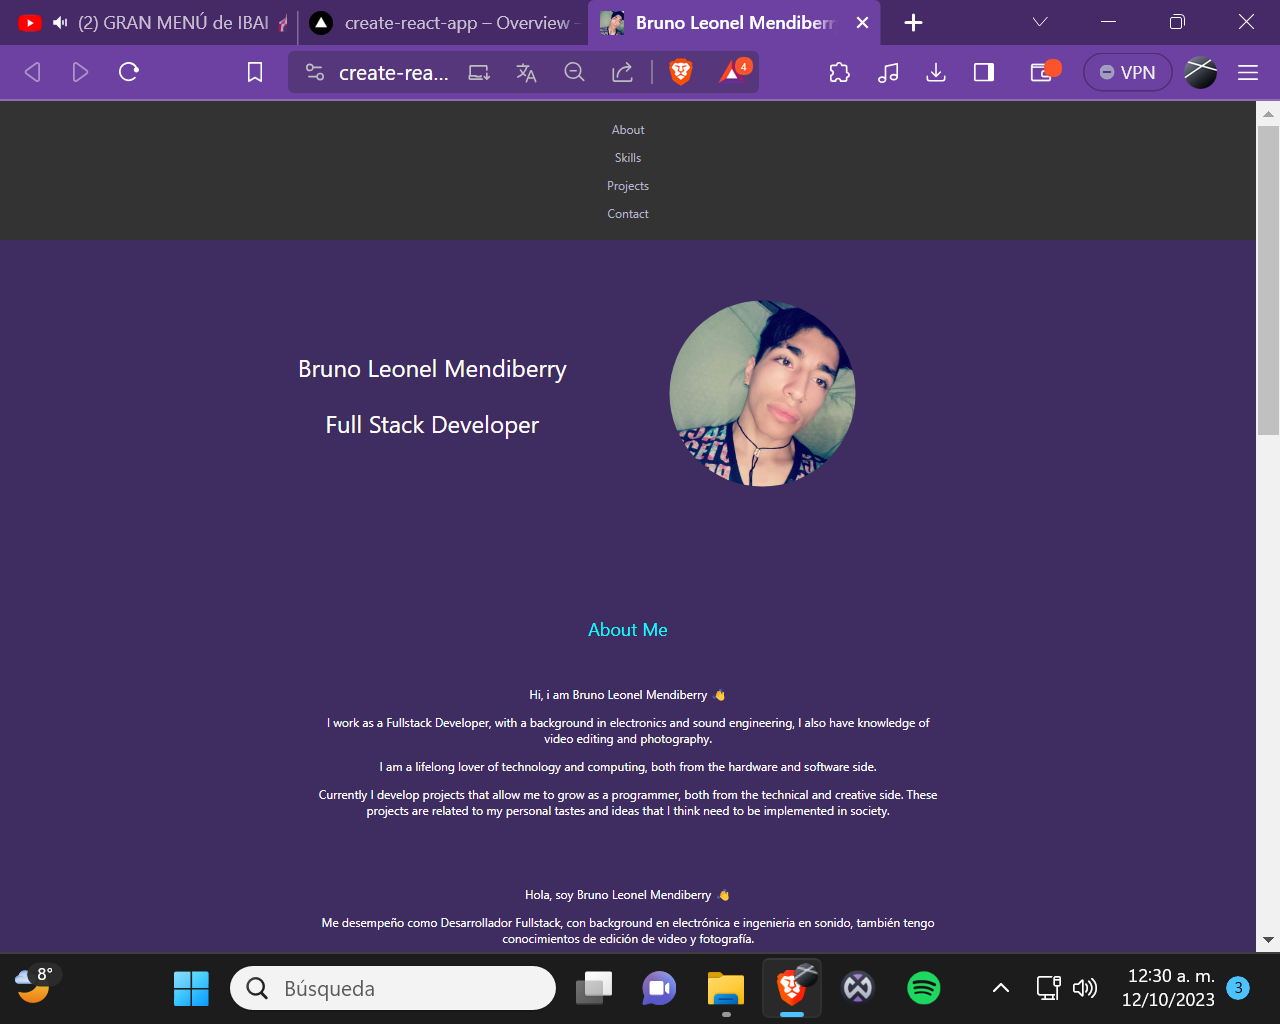 (2) GRAN MENÚ de IBAI
create-react-app – Overview -
Bruno Leonel Mendiberr
create-rea...
4
VPN
About
Skills
Projects
Contact
Bruno Leonel Mendiberry
Full Stack Developer
About Me
Hi, i am Bruno Leonel Mendiberry 👋
I work as a Fullstack Developer, with a background in electronics and sound engineering, I also have knowledge of
video editing and photography.
I am a lifelong lover of technology and computing, both from the hardware and software side.
Currently I develop projects that allow me to grow as a programmer, both from the technical and creative side. These
projects are related to my personal tastes and ideas that I think need to be implemented in society.
Hola, soy Bruno Leonel Mendiberry 👋
Me desempeño como Desarrollador Fullstack, con background en electrónica e ingenieria en sonido, también tengo
conocimientos de edición de video y fotografía.
8°
Búsqueda
12:30 a. m.
12/10/2023
3